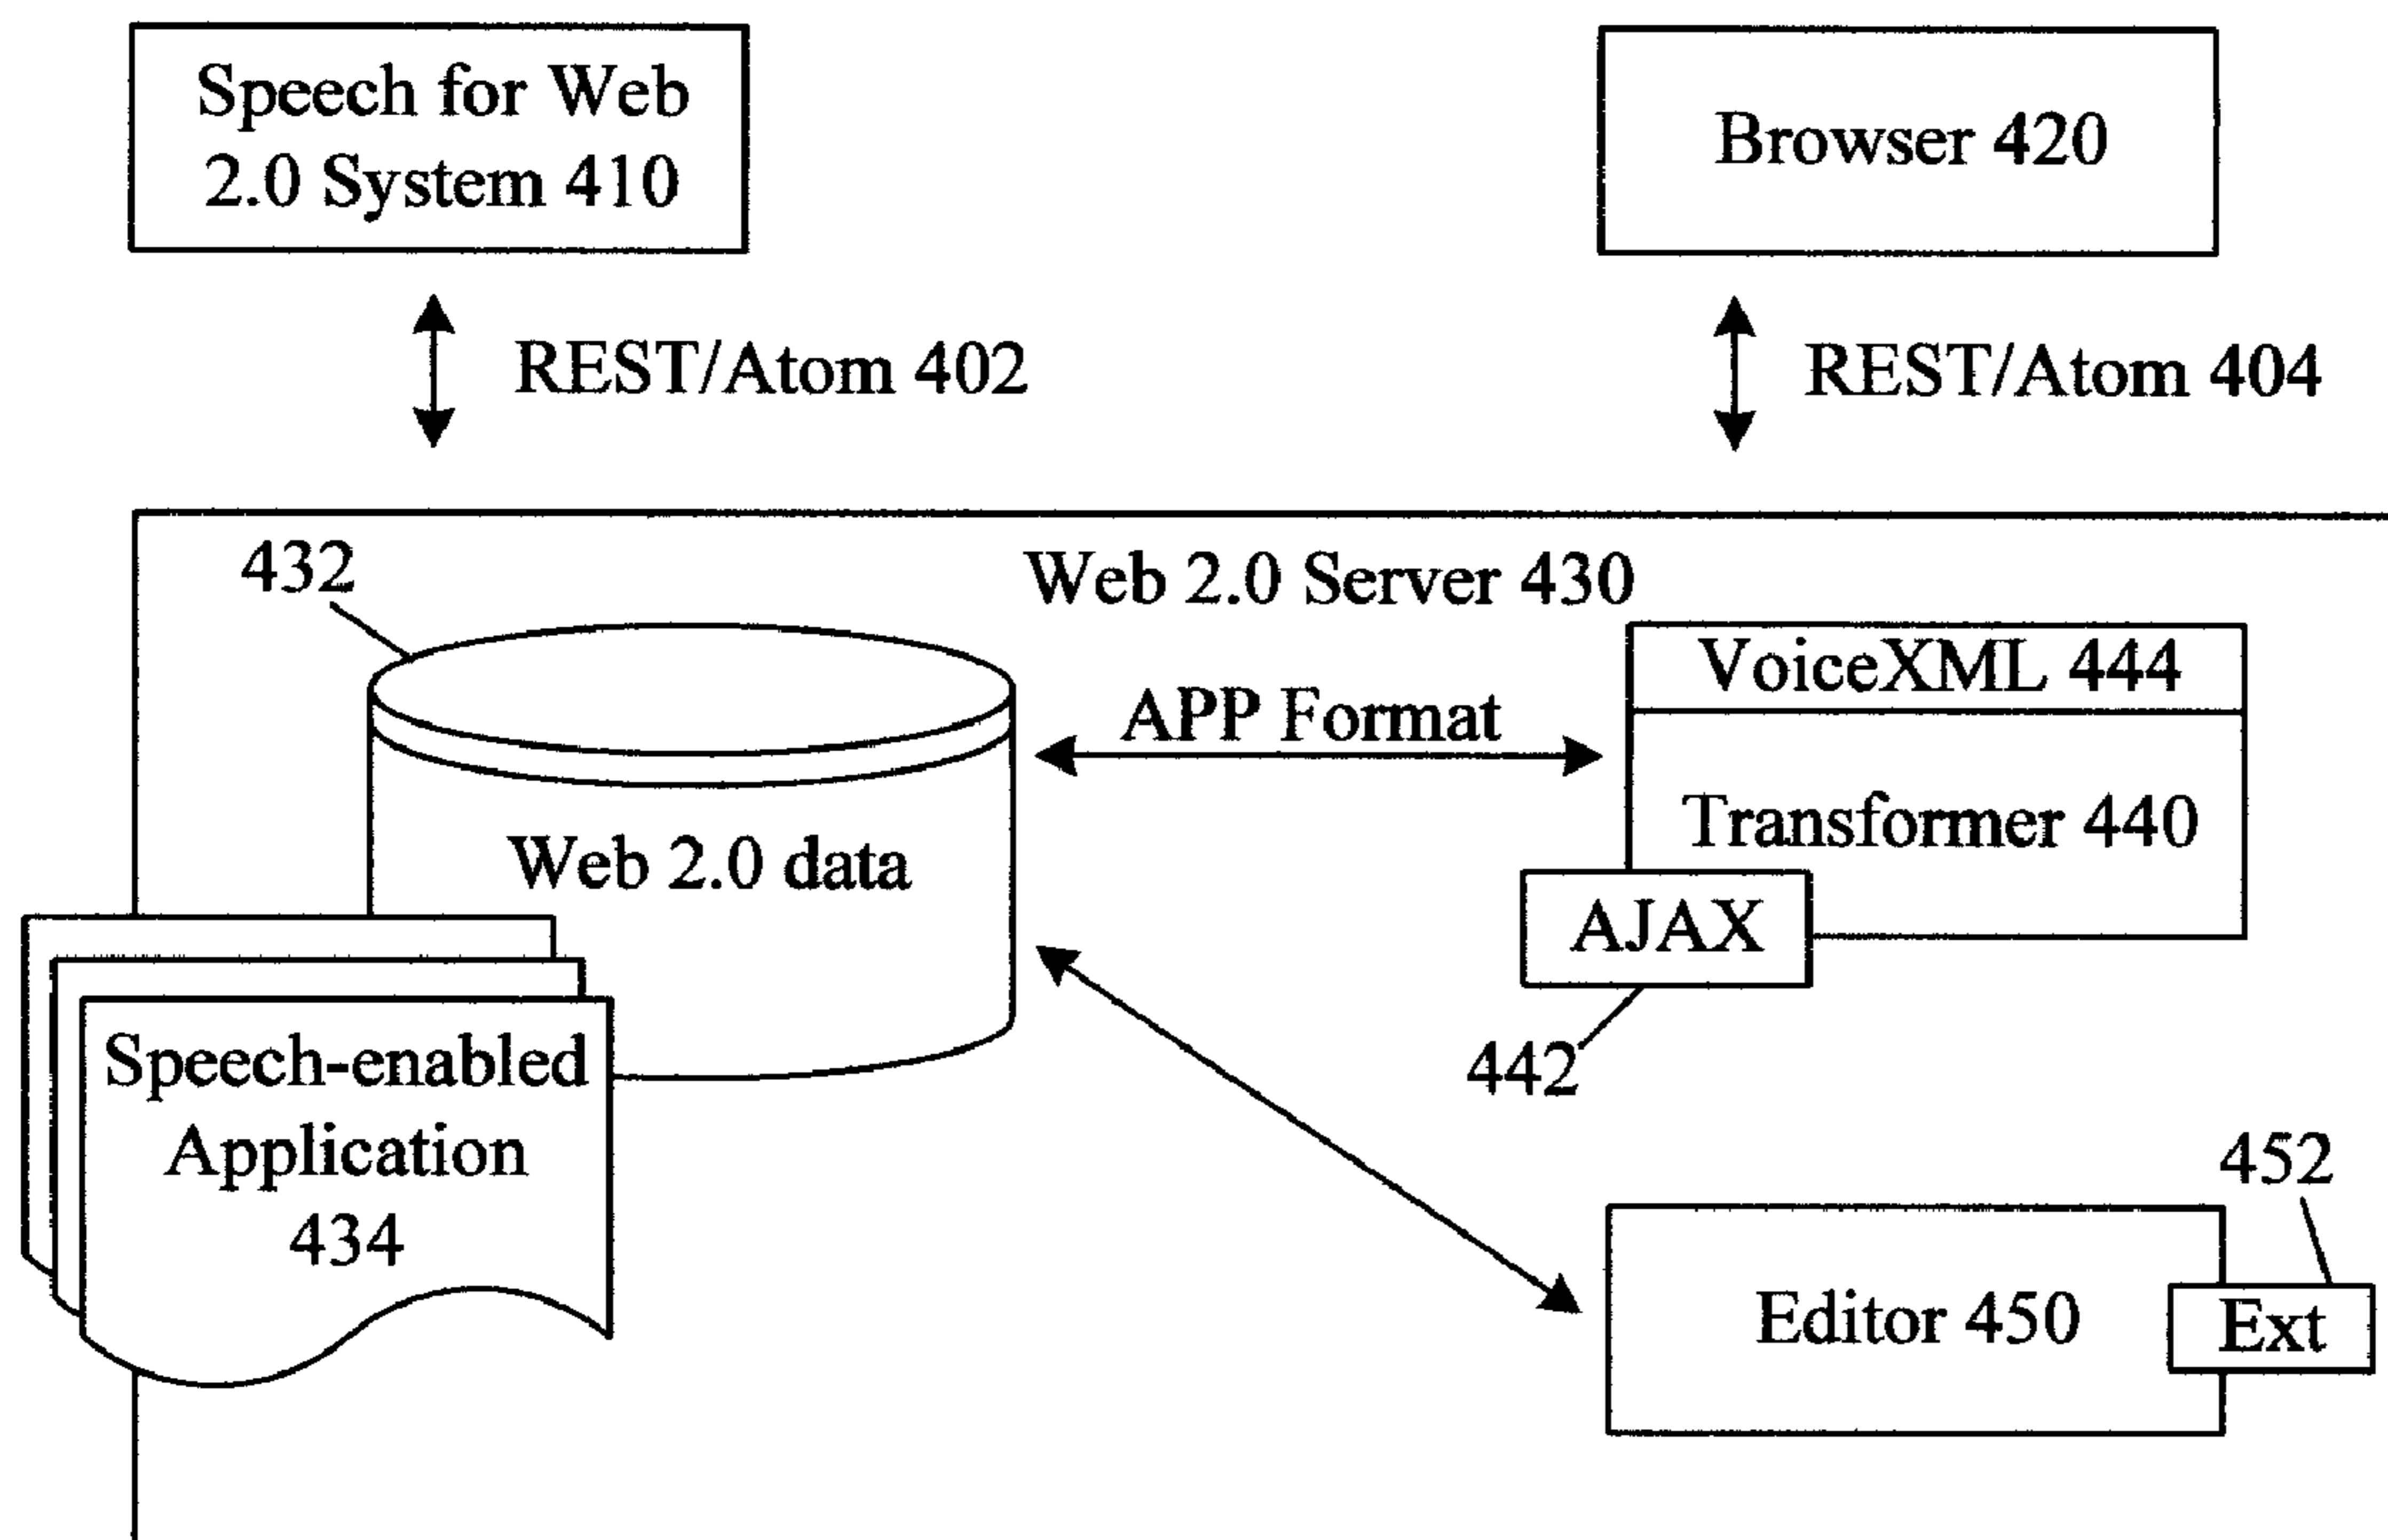 Speech for Web
2.0 System 410
Browser 420
REST/Atom 402
REST/Atom 404
432
Web 2.0 Server 430
VoiceXML 444
APP Format
Transformer 440
Web 2.0 data
AJAX
442
Speech-enabled
Application
434
452
Editor 450
Ext